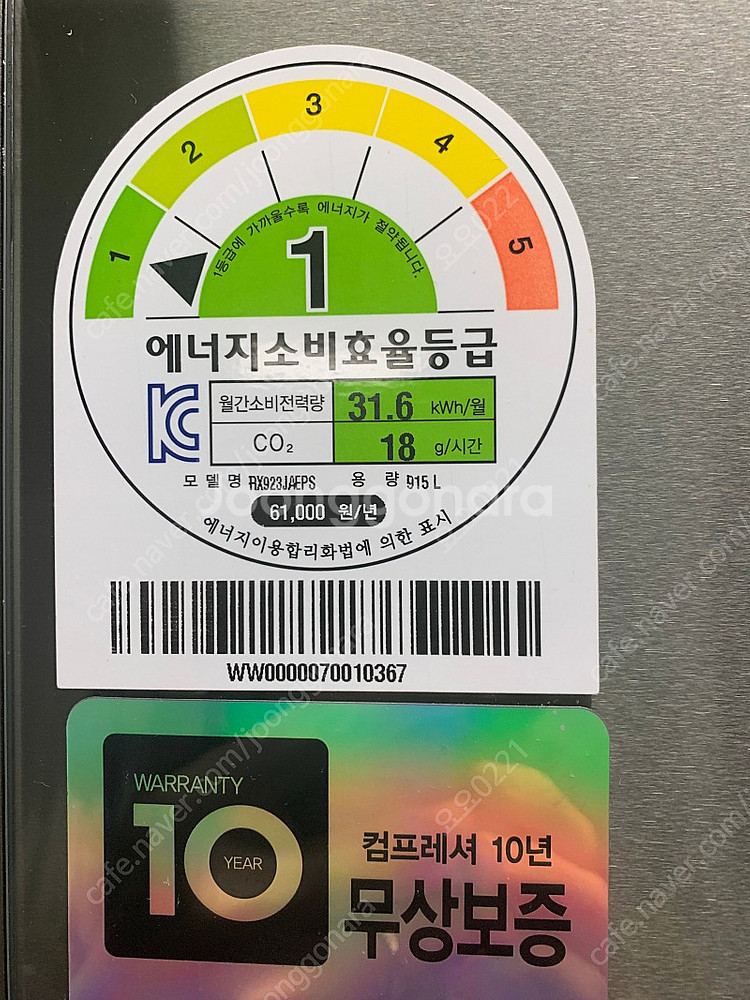 1 2 3 4 5
1등급에 가까울수록 에너지가 절약됩니다.
1
에너지소비효율등급
월간소비전력량 31.6 kWh/월
CO₂ 18 g/시간
모 델 명 RX923JAEPS 용 량 915 L
61,000 원/년
에너지이용합리화법에 의한 표시
WW0000070010367
WARRANTY
10
YEAR
컴프레셔 10년
무상보증
joonggonara